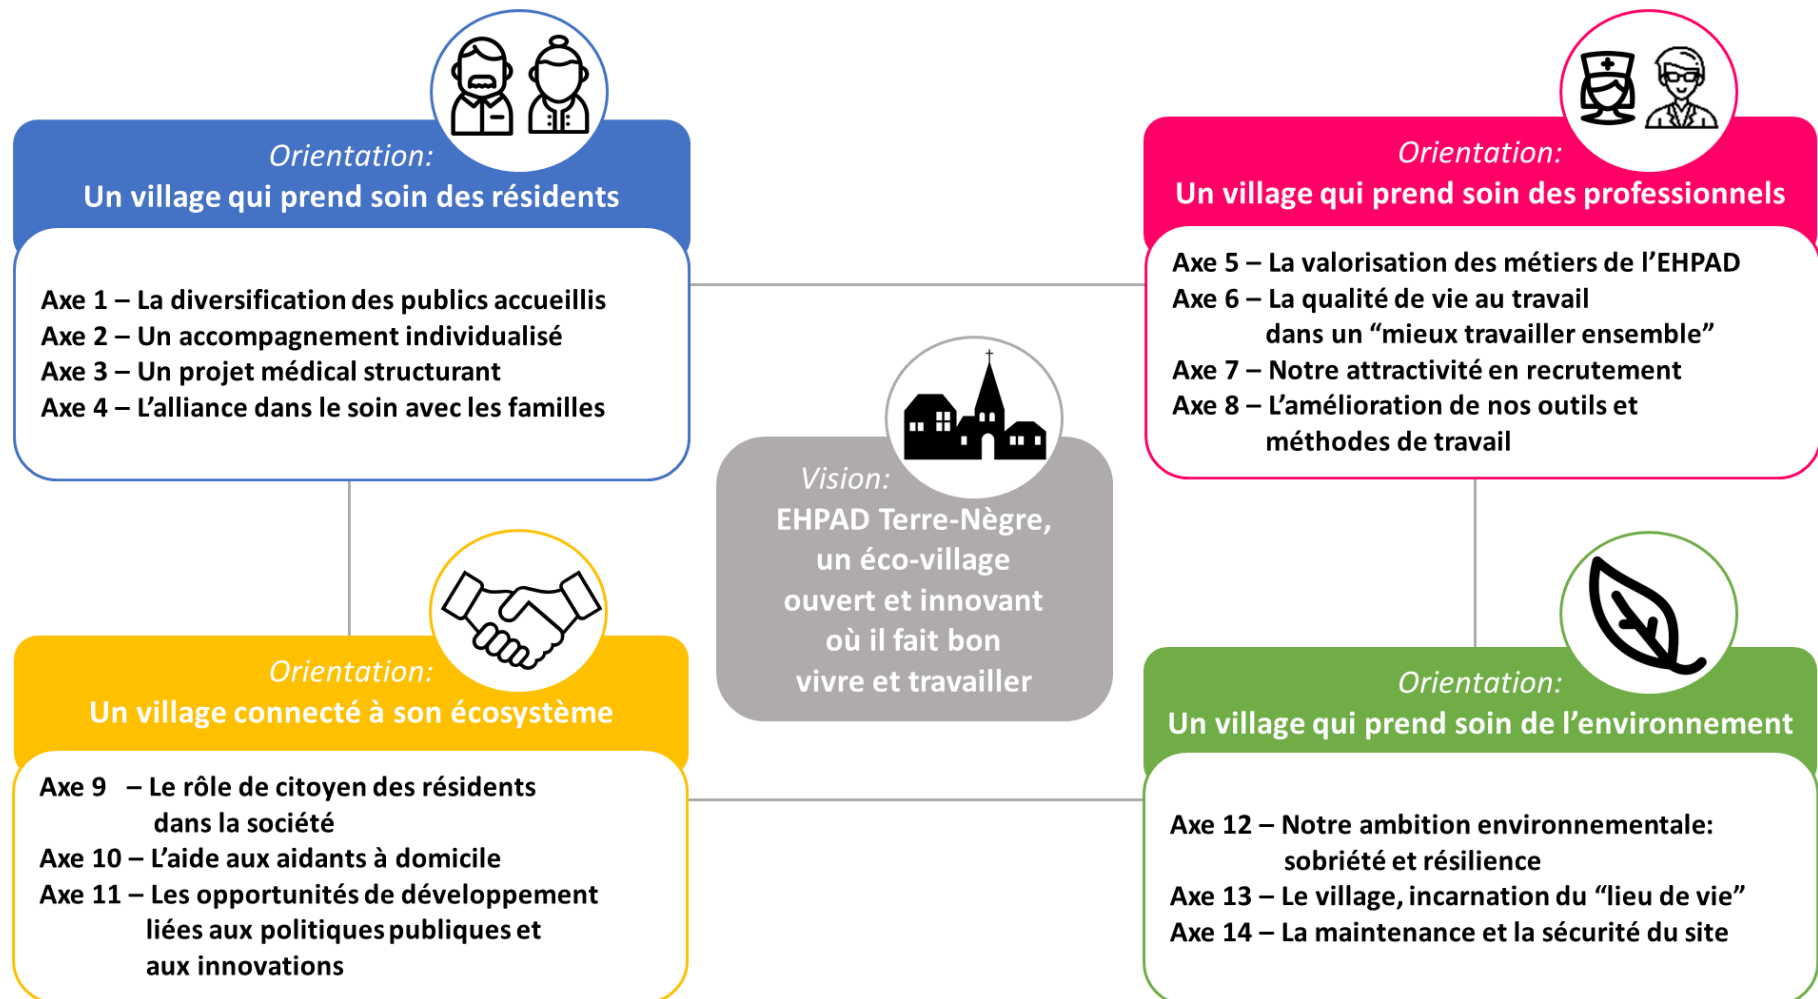 Orientation:
Un village qui prend soin des résidents
Axe 1 – La diversification des publics accueillis
Axe 2 – Un accompagnement individualisé
Axe 3 – Un projet médical structurant
Axe 4 – L’alliance dans le soin avec les familles
Orientation:
Un village qui prend soin des professionnels
Axe 5 – La valorisation des métiers de l’EHPAD
Axe 6 – La qualité de vie au travail
dans un “mieux travailler ensemble”
Axe 7 – Notre attractivité en recrutement
Axe 8 – L’amélioration de nos outils et
méthodes de travail
Vision:
EHPAD Terre-Nègre,
un éco-village
ouvert et innovant
où il fait bon
vivre et travailler
Orientation:
Un village connecté à son écosystème
Axe 9 – Le rôle de citoyen des résidents
dans la société
Axe 10 – L’aide aux aidants à domicile
Axe 11 – Les opportunités de développement
liées aux politiques publiques et
aux innovations
Orientation:
Un village qui prend soin de l’environnement
Axe 12 – Notre ambition environnementale:
sobriété et résilience
Axe 13 – Le village, incarnation du “lieu de vie”
Axe 14 – La maintenance et la sécurité du site